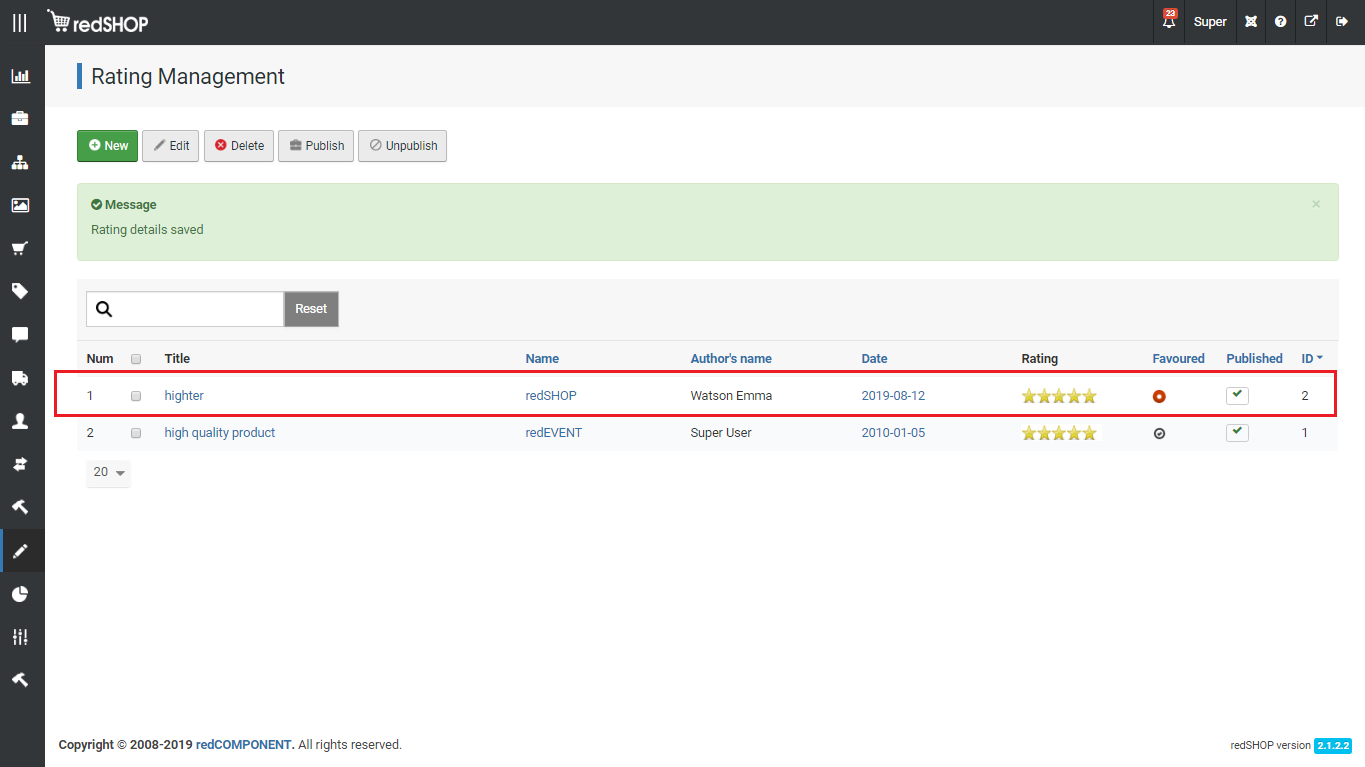 redSHOP 23 Super
Rating Management
New Edit Delete Publish Unpublish
Message ×
Rating details saved
Reset
Num Title Name Author's name Date Rating Favoured Published ID
1 highter redSHOP Watson Emma 2019-08-12 2
2 high quality product redEVENT Super User 2010-01-05 1
20
Copyright © 2008-2019 redCOMPONENT. All rights reserved. redSHOP version 2.1.2.2